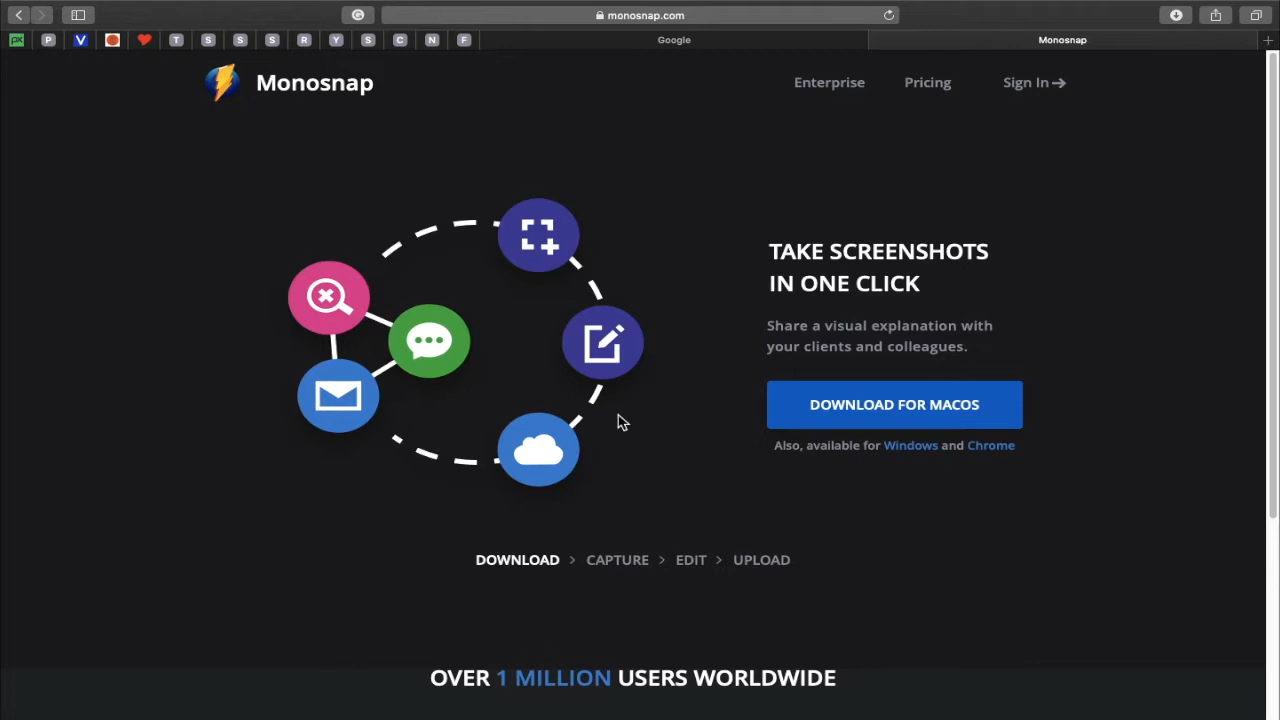 monosnap.com
P
V
T
S
S
S
R
Y
S
C
N
F
Google
Monosnap
Monosnap
Enterprise
Pricing
Sign In
TAKE SCREENSHOTS
IN ONE CLICK
Share a visual explanation with
your clients and colleagues.
DOWNLOAD FOR MACOS
Also, available for Windows and Chrome
DOWNLOAD > CAPTURE > EDIT > UPLOAD
OVER 1 MILLION USERS WORLDWIDE